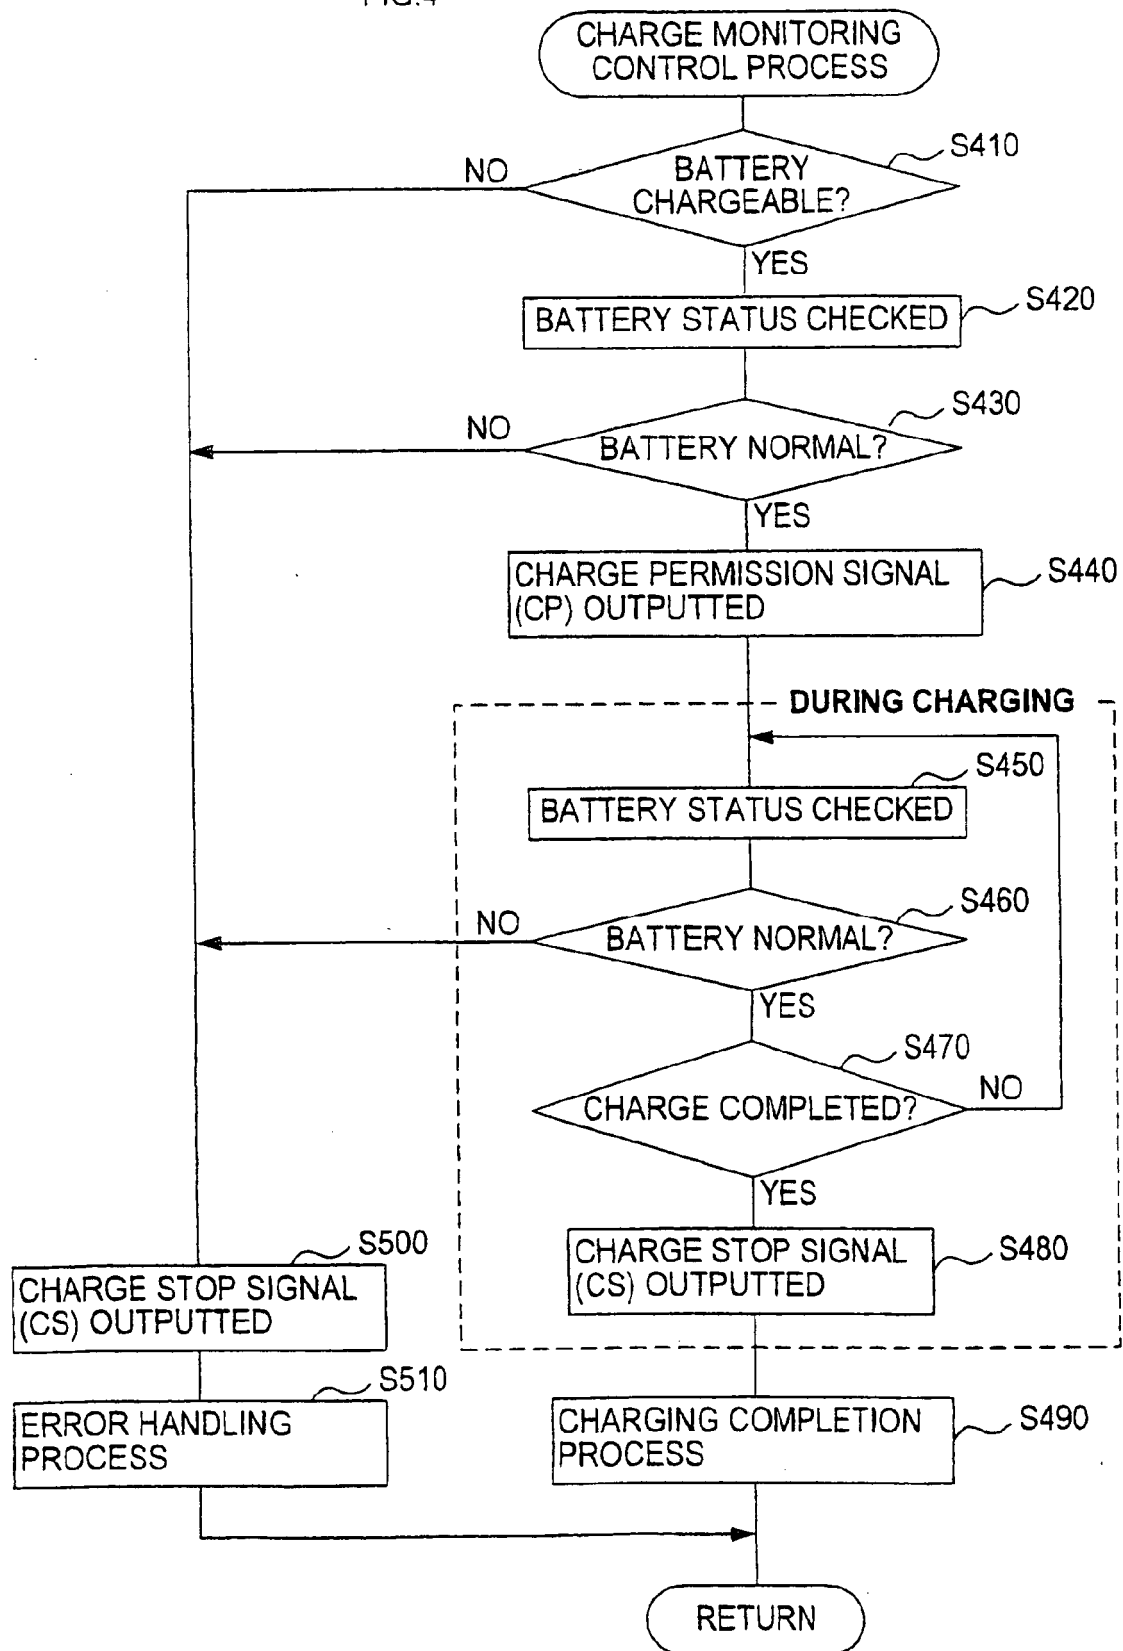 FIG.4
CHARGE MONITORING
CONTROL PROCESS
S410
NO
BATTERY
CHARGEABLE?
YES
S420
BATTERY STATUS CHECKED
S430
NO
BATTERY NORMAL?
YES
S440
CHARGE PERMISSION SIGNAL
(CP) OUTPUTTED
DURING CHARGING
S450
BATTERY STATUS CHECKED
S460
NO
BATTERY NORMAL?
YES
S470
CHARGE COMPLETED?
NO
YES
S480
CHARGE STOP SIGNAL
(CS) OUTPUTTED
S500
CHARGE STOP SIGNAL
(CS) OUTPUTTED
S510
ERROR HANDLING
PROCESS
S490
CHARGING COMPLETION
PROCESS
RETURN